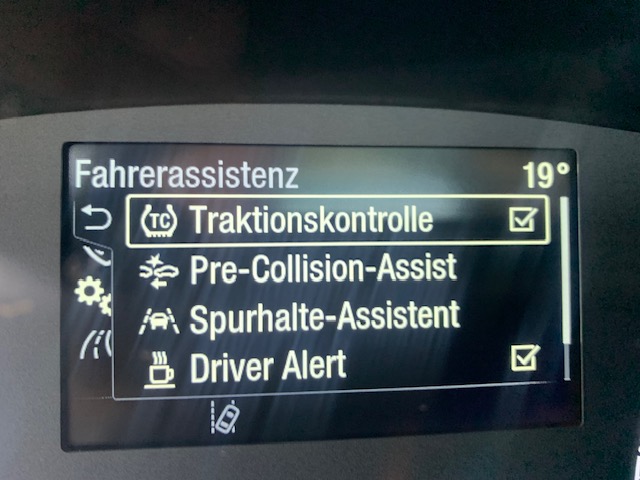 Fahrerassistenz 19°
TC Traktionskontrolle
Pre-Collision-Assist
Spurhalte-Assistent
Driver Alert